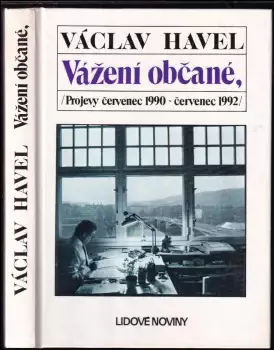 VÁCLAV HAVEL Vážení občané,
VÁCLAV HAVEL
Vážení občané,
/Projevy červenec 1990 - červenec 1992/
LIDOVÉ NOVINY